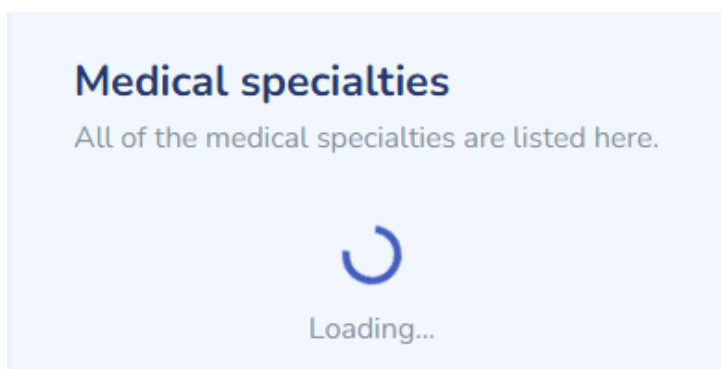 Medical specialties
All of the medical specialties are listed here.
Loading...